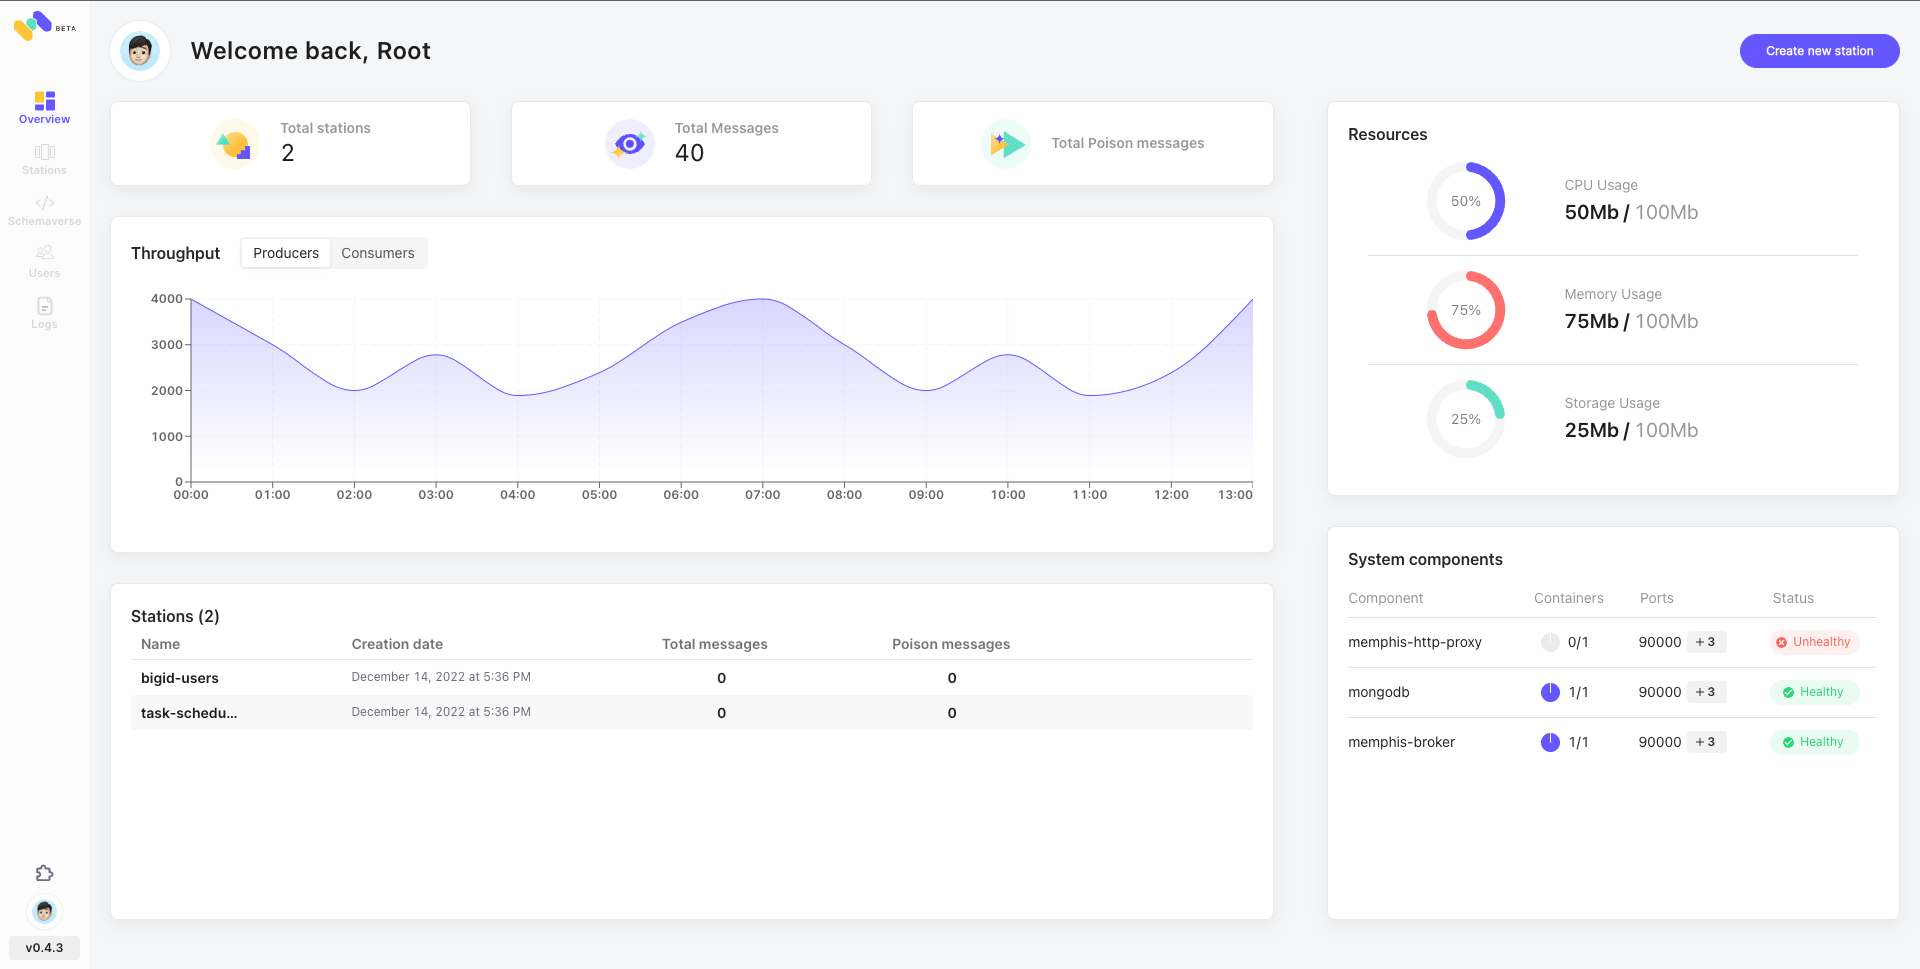 BETA
Overview
Stations
Schemaverse
Users
Logs
v0.4.3
Welcome back, Root
Create new station
Total stations
2
Total Messages
40
Total Poison messages
Throughput
Producers
Consumers
4000
3000
2000
1000
0
00:00 01:00 02:00 03:00 04:00 05:00 06:00 07:00 08:00 09:00 10:00 11:00 12:00 13:00
Stations (2)
Name Creation date Total messages Poison messages
bigid-users December 14, 2022 at 5:36 PM 0 0
task-schedu... December 14, 2022 at 5:36 PM 0 0
Resources
50%
CPU Usage
50Mb / 100Mb
75%
Memory Usage
75Mb / 100Mb
25%
Storage Usage
25Mb / 100Mb
System components
Component Containers Ports Status
memphis-http-proxy 0/1 90000 +3 Unhealthy
mongodb 1/1 90000 +3 Healthy
memphis-broker 1/1 90000 +3 Healthy